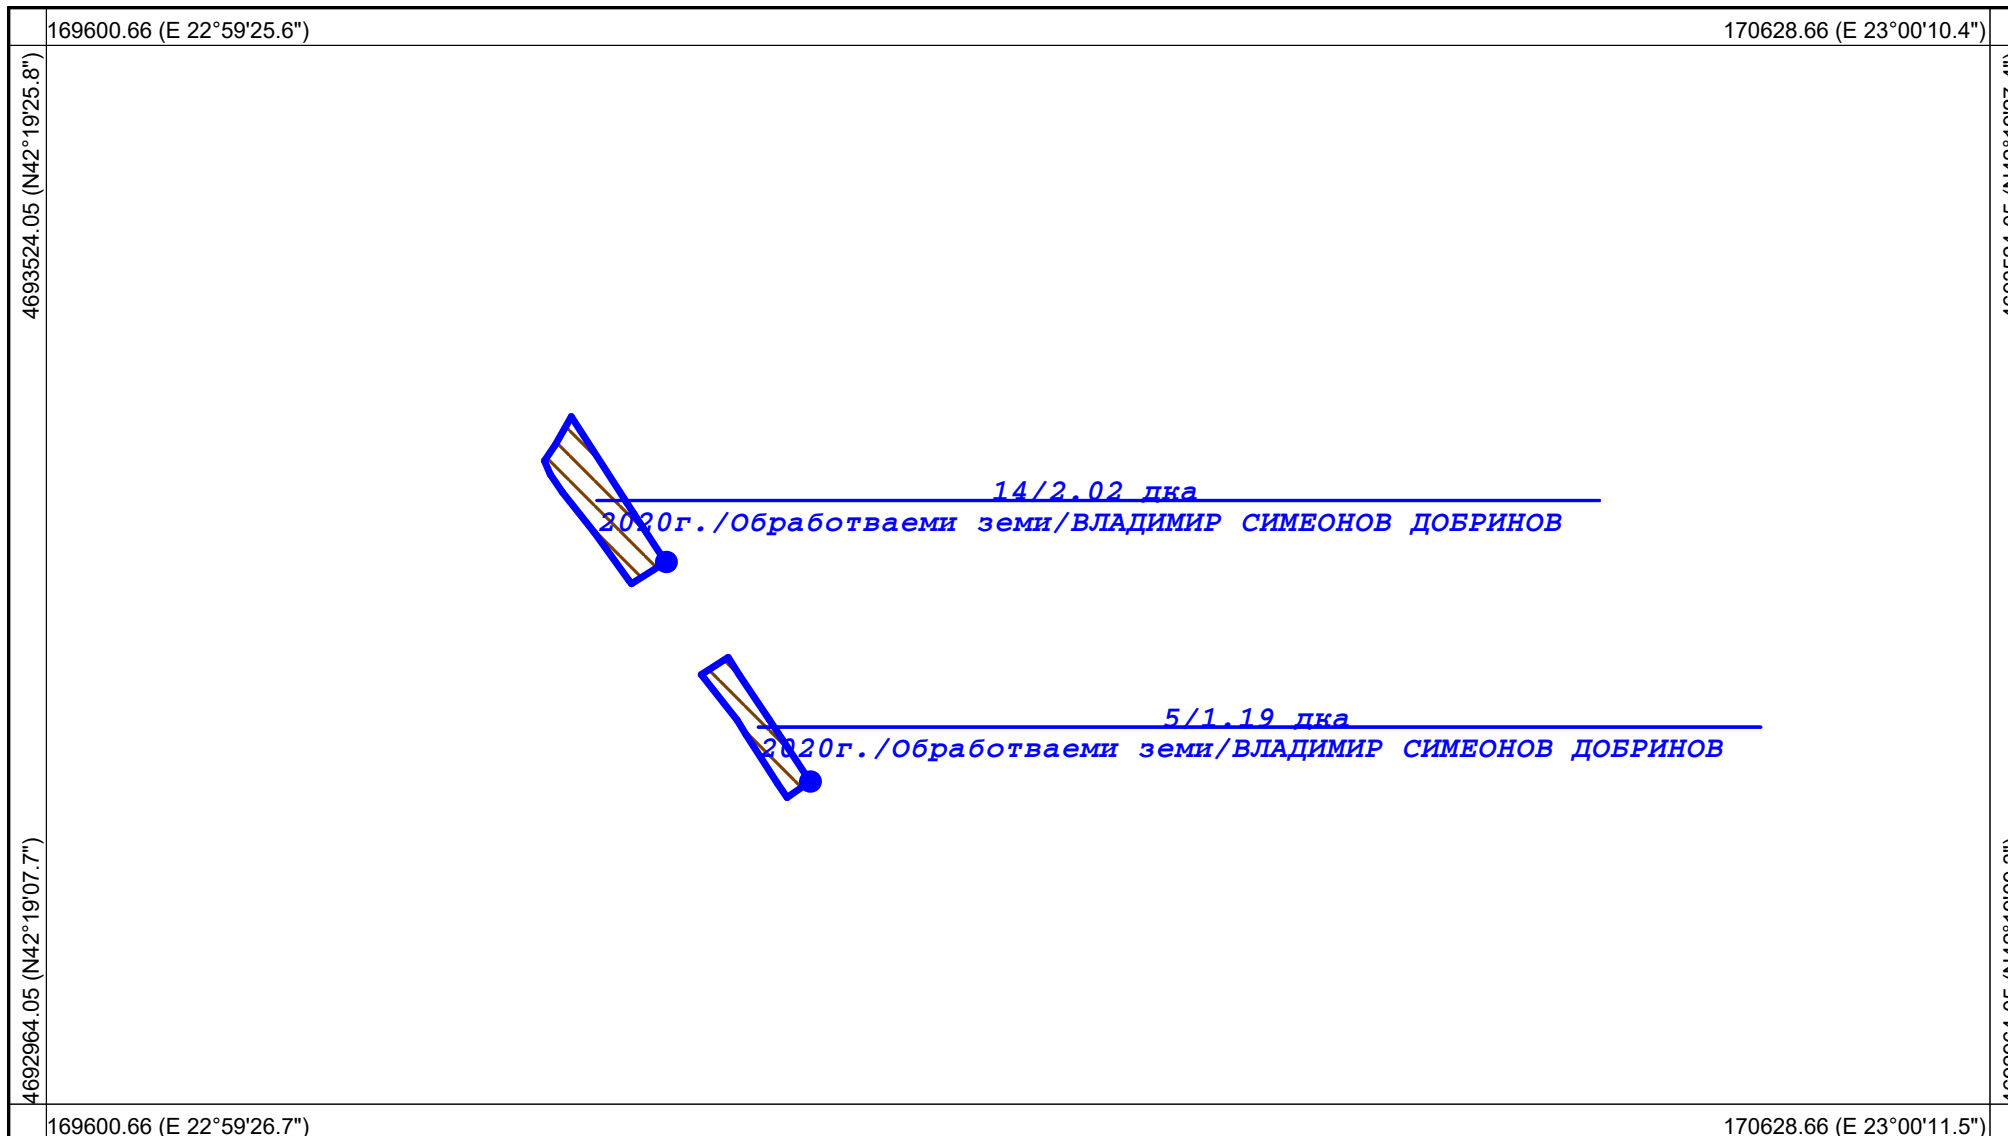 169600.66 (E 22°59'25.6")
170628.66 (E 23°00'10.4")
4693524.05 (N42°19'25.8")
14/2.02 дка
2020г./Обработваеми земи/ВЛАДИМИР СИМЕОНОВ ДОБРИНОВ
5/1.19 дка
2020г./Обработваеми земи/ВЛАДИМИР СИМЕОНОВ ДОБРИНОВ
4692964.05 (N42°19'07.7")
169600.66 (E 22°59'26.7")
170628.66 (E 23°00'11.5")